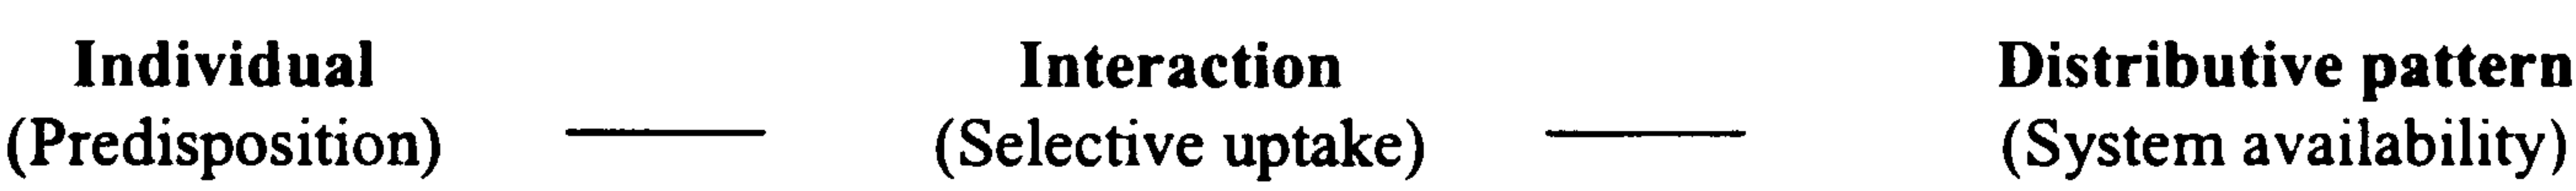 Individual Interaction Distributive pattern
(Predisposition) (Selective uptake) (System availability)